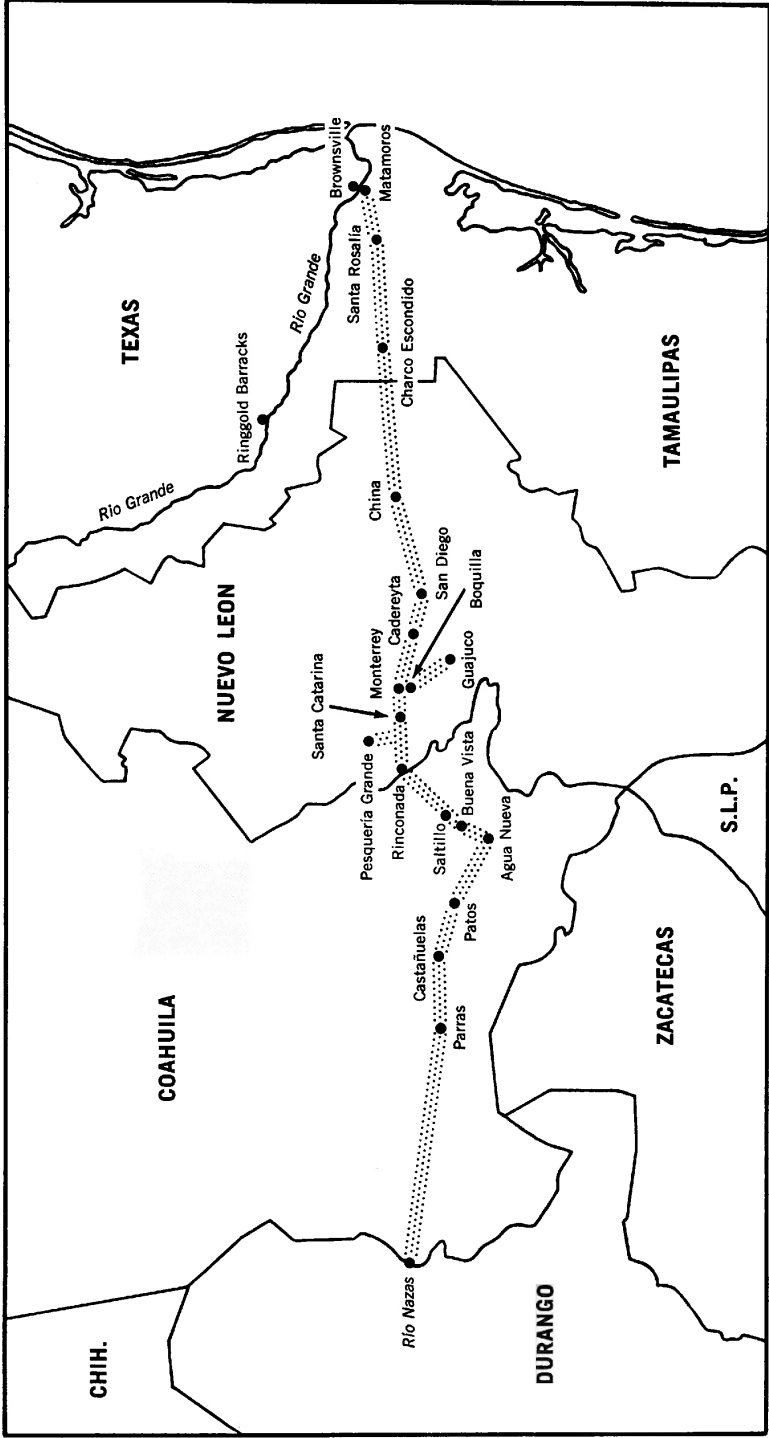 TEXAS
Brownsville
Matamoros
Rio Grande
Santa Rosalía
Ringgold Barracks
Charco Escondido
Rio Grande
TAMAULIPAS
China
NUEVO LEON
San Diego
Cadereyta
Boquilla
Monterrey
Guajuco
Santa Catarina
Pesquería Grande
Rinconada
Saltillo
Buena Vista
Agua Nueva
S.L.P.
COAHUILA
Patos
Castañuelas
Parras
ZACATECAS
Río Nazas
CHIH.
DURANGO